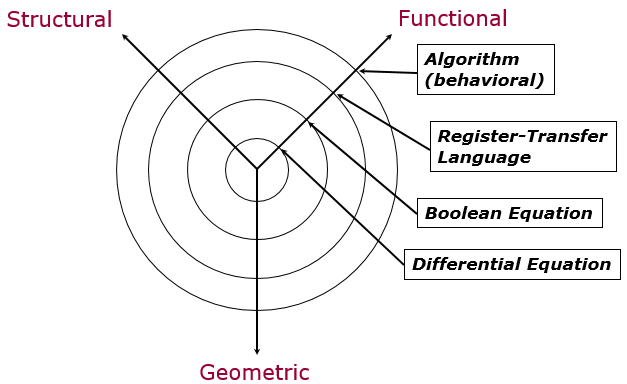 Structural
Functional
Algorithm
(behavioral)
Register-Transfer
Language
Boolean Equation
Differential Equation
Geometric